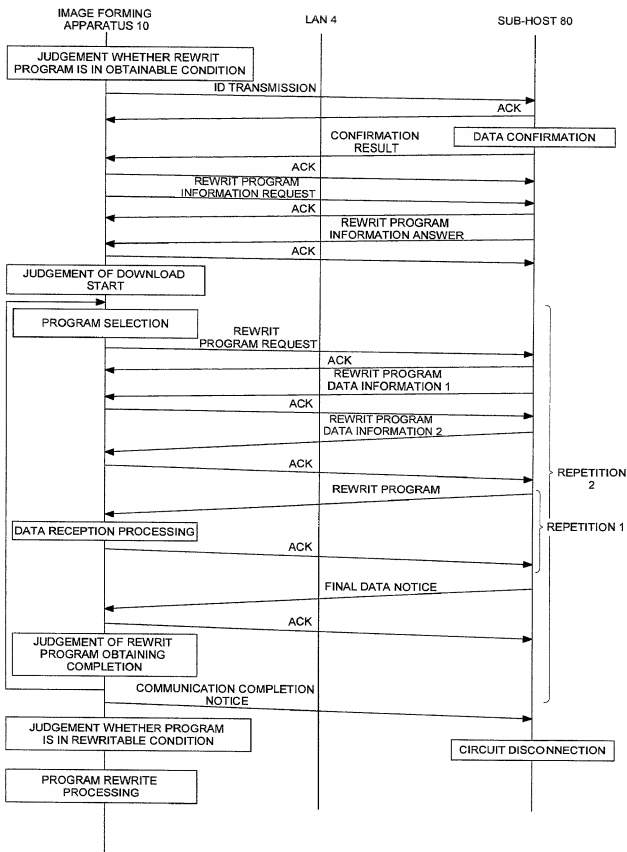 IMAGE FORMING
APPARATUS 10
LAN 4
SUB-HOST 80
JUDGEMENT WHETHER REWRIT
PROGRAM IS IN OBTAINABLE CONDITION
ID TRANSMISSION
ACK
DATA CONFIRMATION
CONFIRMATION
RESULT
ACK
REWRIT PROGRAM
INFORMATION REQUEST
ACK
REWRIT PROGRAM
INFORMATION ANSWER
ACK
JUDGEMENT OF DOWNLOAD
START
PROGRAM SELECTION
REWRIT
PROGRAM REQUEST
ACK
REWRIT PROGRAM
DATA INFORMATION 1
ACK
REWRIT PROGRAM
DATA INFORMATION 2
ACK
REPETITION
2
REWRIT PROGRAM
DATA RECEPTION PROCESSING
REPETITION 1
ACK
FINAL DATA NOTICE
ACK
JUDGEMENT OF REWRIT
PROGRAM OBTAINING
COMPLETION
COMMUNICATION COMPLETION
NOTICE
JUDGEMENT WHETHER PROGRAM
IS IN REWRITABLE CONDITION
CIRCUIT DISCONNECTION
PROGRAM REWRITE
PROCESSING